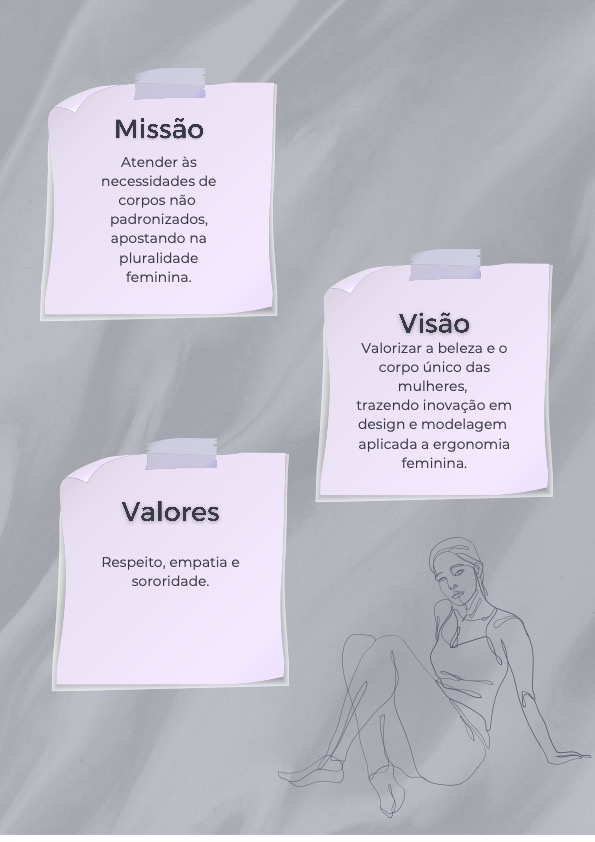 Missão
Atender às
necessidades de
corpos não
padronizados,
apostando na
pluralidade
feminina.
Visão
Valorizar a beleza e o
corpo único das
mulheres,
trazendo inovação em
design e modelagem
aplicada a ergonomia
feminina.
Valores
Respeito, empatia e
sororidade.